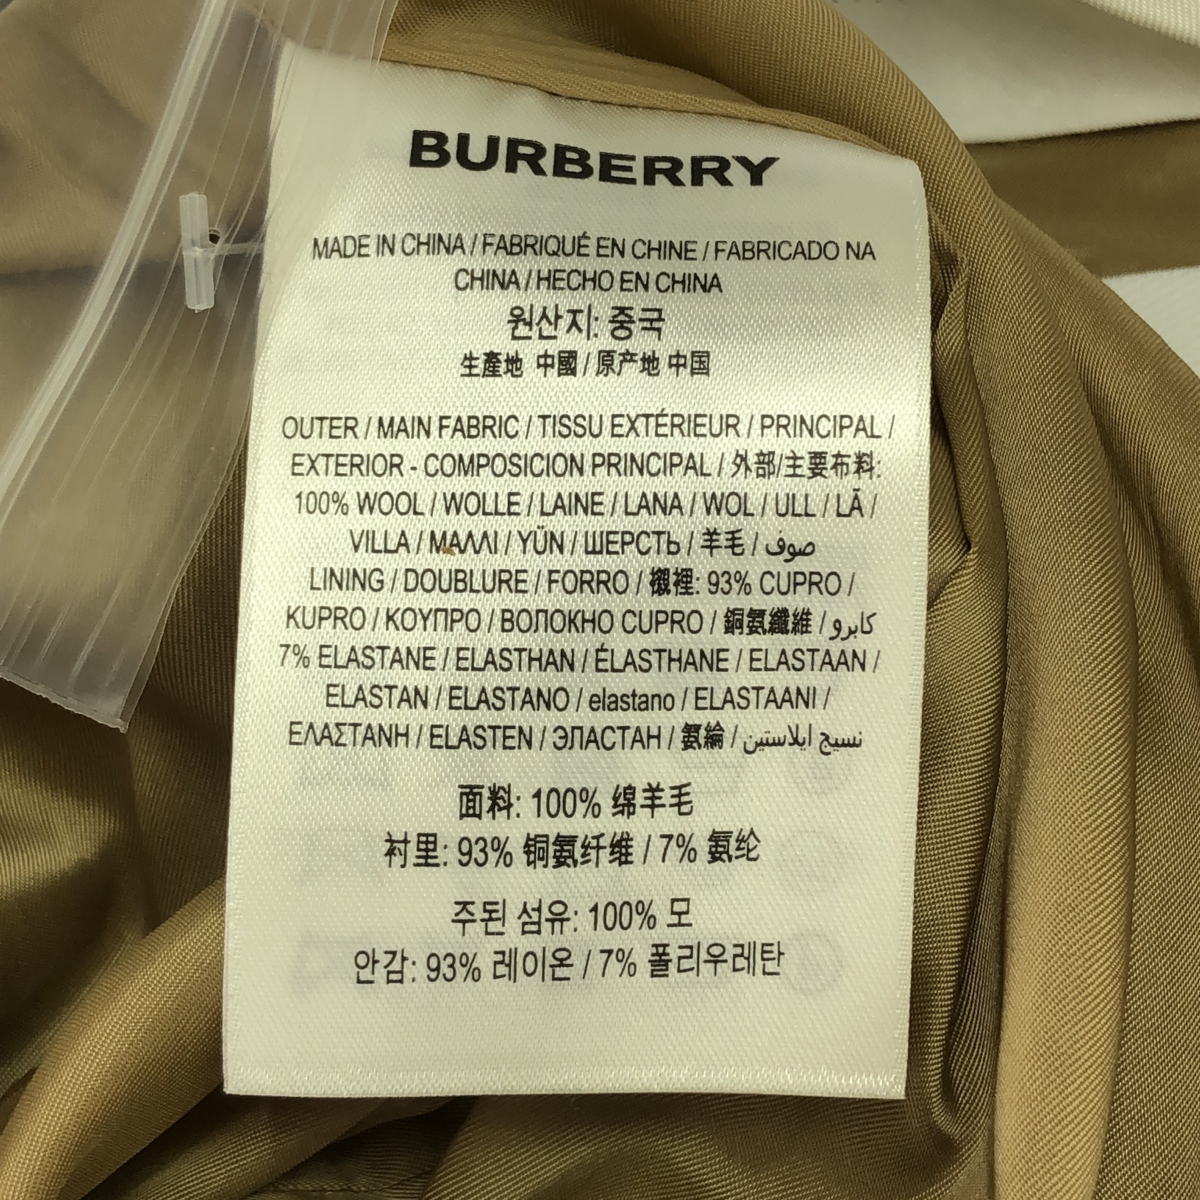 BURBERRY
MADE IN CHINA / FABRIQUÉ EN CHINE / FABRICADO NA
CHINA / HECHO EN CHINA
원산지: 중국
生產地 中國 / 原产地 中国
OUTER / MAIN FABRIC / TISSU EXTÉRIEUR / PRINCIPAL /
EXTERIOR - COMPOSICION PRINCIPAL / 外部/主要布料:
100% WOOL / WOLLE / LAINE / LANA / WOL / ULL / LÃ /
VILLA / ΜΑΛΛΙ / YÜN / ШЕРСТЬ / 羊毛 / صوف
LINING / DOUBLURE / FORRO / 襯裡: 93% CUPRO /
KUPRO / ΚΟΥΠΡΟ / ВОЛОКНО CUPRO / 銅氨纖維 / كابرو
7% ELASTANE / ELASTHAN / ÉLASTHANE / ELASTAAN /
ELASTAN / ELASTANO / elastano / ELASTAANI /
ΕΛΑΣΤΑΝΗ / ELASTEN / ЭЛАСТАН / 氨綸 / نسيج ايلاستين
面料: 100% 绵羊毛
衬里: 93% 铜氨纤维 / 7% 氨纶
주된 섬유: 100% 모
안감: 93% 레이온 / 7% 폴리우레탄